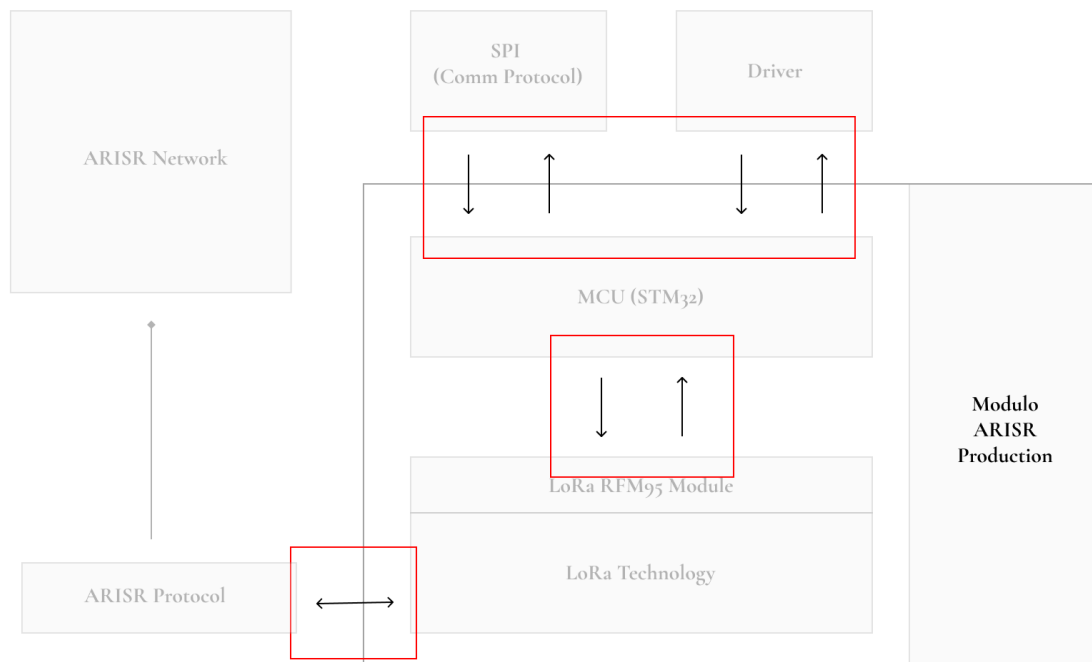 SPI
(Comm Protocol)
Driver
ARISR Network
MCU (STM32)
Modulo
ARISR
Production
LoRa RFM95 Module
LoRa Technology
ARISR Protocol